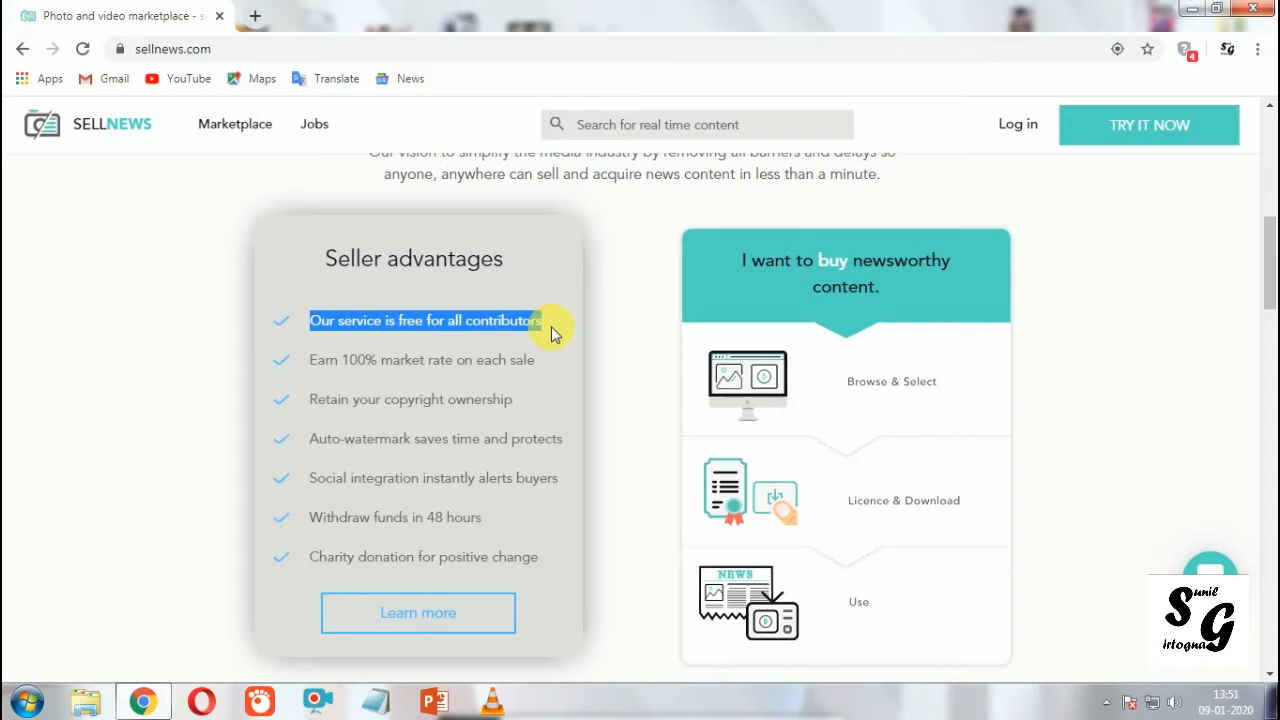 Photo and video marketplace - s
sellnews.com
4
Apps
Gmail
YouTube
Maps
Translate
News
SELLNEWS
Marketplace
Jobs
Search for real time content
Log in
TRY IT NOW
Our vision to simplify the media industry by removing all barriers and delays so
anyone, anywhere can sell and acquire news content in less than a minute.
Seller advantages
Our service is free for all contributors
Earn 100% market rate on each sale
Retain your copyright ownership
Auto-watermark saves time and protects
Social integration instantly alerts buyers
Withdraw funds in 48 hours
Charity donation for positive change
Learn more
I want to buy newsworthy
content.
Browse & Select
Licence & Download
NEWS
Use
Sunil
Girtogna
13:51
09-01-2020